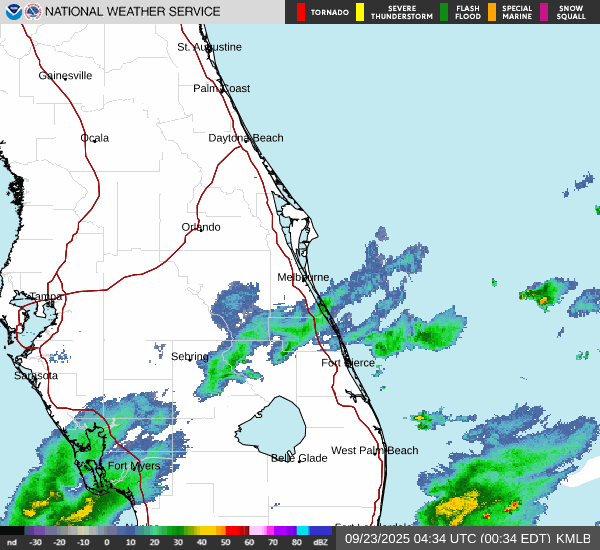 NATIONAL WEATHER SERVICE
TORNADO
SEVERE THUNDERSTORM
FLASH FLOOD
SPECIAL MARINE
SNOW SQUALL
St. Augustine
Gainesville
Palm Coast
Ocala
Daytona Beach
Orlando
Melbourne
Tampa
Sebring
Fort Pierce
Sarasota
West Palm Beach
Belle Glade
Fort Myers
nd -30 -20 -10 0 10 20 30 40 50 60 70 80 dBZ
09/23/2025 04:34 UTC (00:34 EDT) KMLB